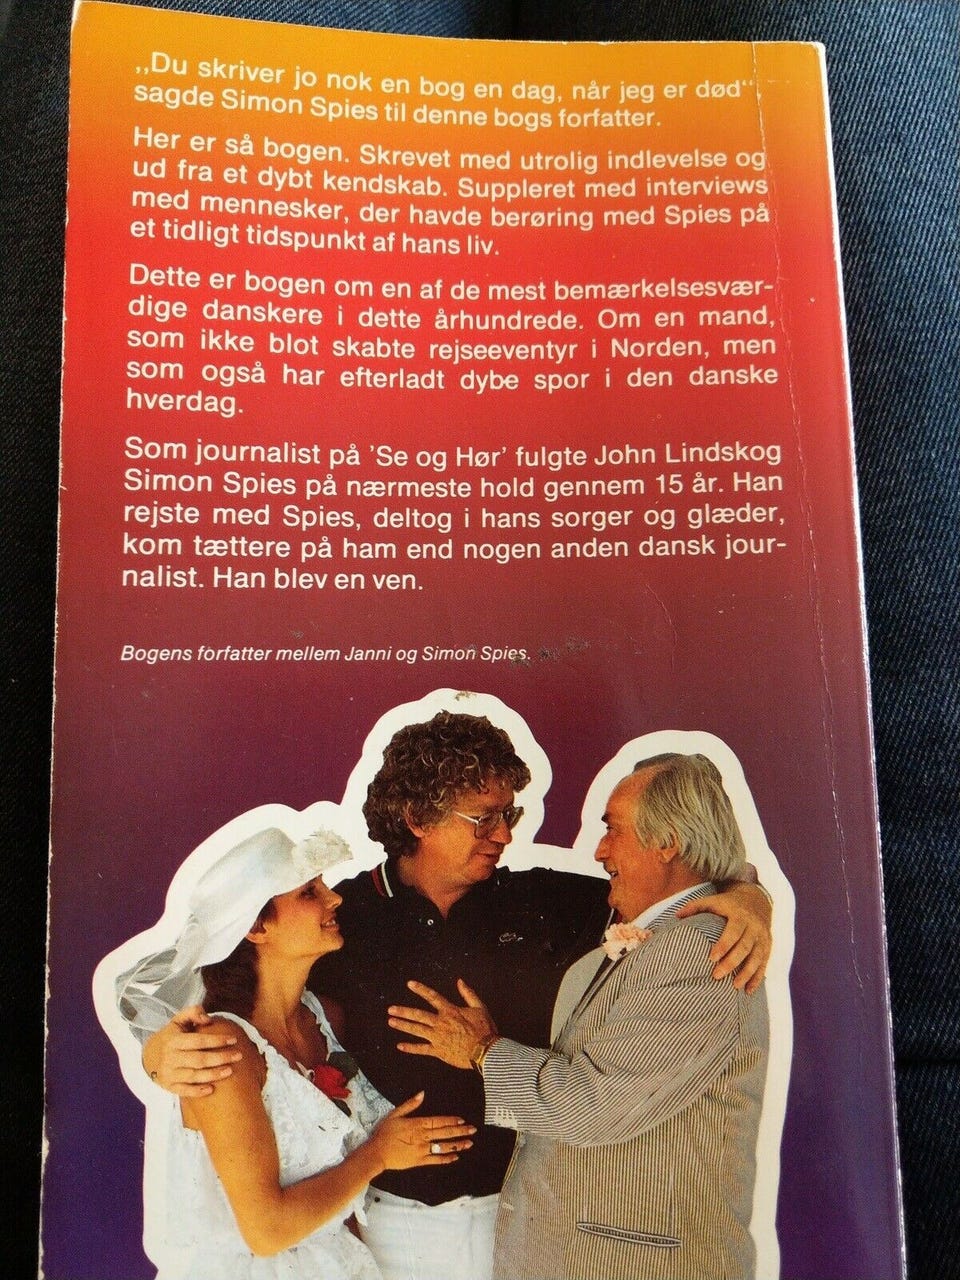 „Du skriver jo nok en bog en dag, når jeg er død“
sagde Simon Spies til denne bogs forfatter.
Her er så bogen. Skrevet med utrolig indlevelse og
ud fra et dybt kendskab. Suppleret med interviews
med mennesker, der havde berøring med Spies på
et tidligt tidspunkt af hans liv.
Dette er bogen om en af de mest bemærkelsesvær-
dige danskere i dette århundrede. Om en mand,
som ikke blot skabte rejseeventyr i Norden, men
som også har efterladt dybe spor i den danske
hverdag.
Som journalist på 'Se og Hør' fulgte John Lindskog
Simon Spies på nærmeste hold gennem 15 år. Han
rejste med Spies, deltog i hans sorger og glæder,
kom tættere på ham end nogen anden dansk jour-
nalist. Han blev en ven.
Bogens forfatter mellem Janni og Simon Spies.